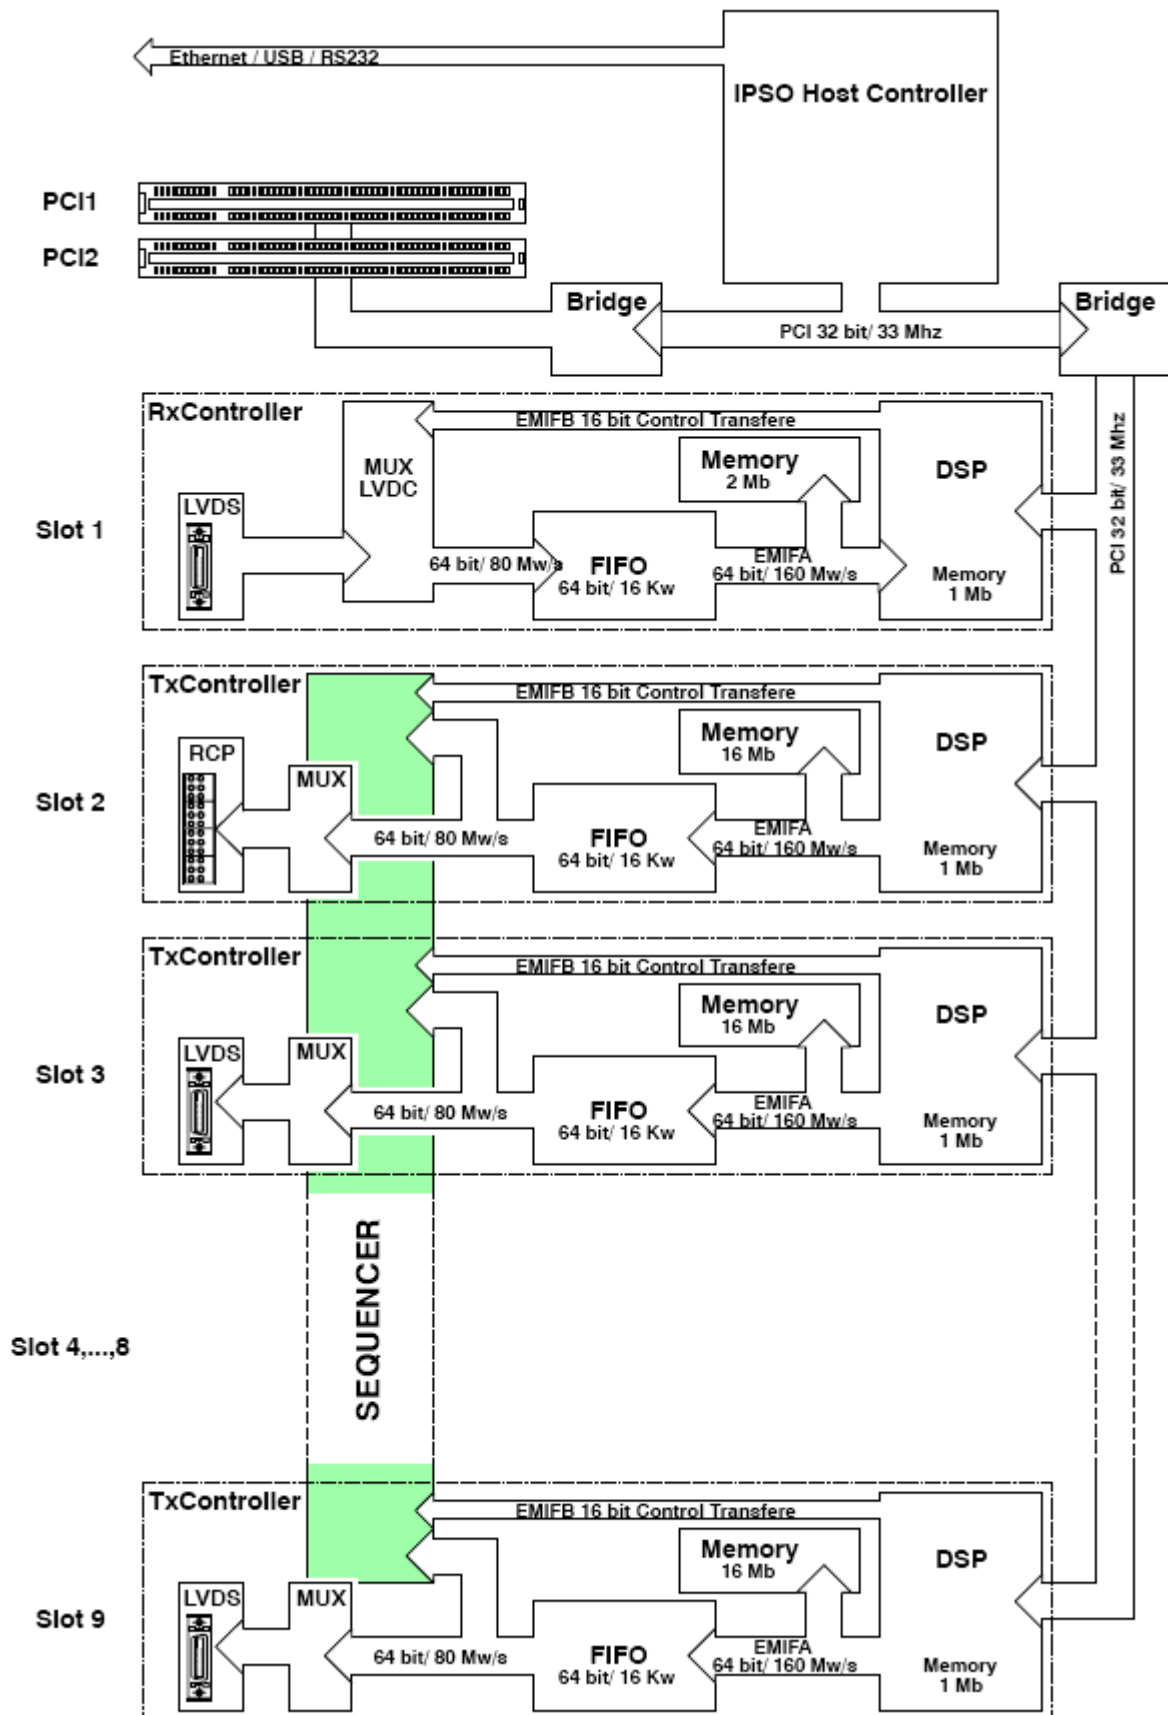 Ethernet / USB / RS232
IPSO Host Controller
PCI1
PCI2
Bridge
Bridge
PCI 32 bit/ 33 Mhz
PCI 32 bit/ 33 Mhz
Slot 1
RxController
EMIFB 16 bit Control Transfere
MUX
LVDC
Memory
2 Mb
DSP
LVDS
64 bit/ 80 Mw/s
FIFO
64 bit/ 16 Kw
EMIFA
64 bit/ 160 Mw/s
Memory
1 Mb
Slot 2
TxController
EMIFB 16 bit Control Transfere
Memory
16 Mb
DSP
RCP
MUX
64 bit/ 80 Mw/s
FIFO
64 bit/ 16 Kw
EMIFA
64 bit/ 160 Mw/s
Memory
1 Mb
Slot 3
TxController
EMIFB 16 bit Control Transfere
Memory
16 Mb
DSP
LVDS
MUX
64 bit/ 80 Mw/s
FIFO
64 bit/ 16 Kw
EMIFA
64 bit/ 160 Mw/s
Memory
1 Mb
SEQUENCER
Slot 4,...,8
Slot 9
TxController
EMIFB 16 bit Control Transfere
Memory
16 Mb
DSP
LVDS
MUX
64 bit/ 80 Mw/s
FIFO
64 bit/ 16 Kw
EMIFA
64 bit/ 160 Mw/s
Memory
1 Mb